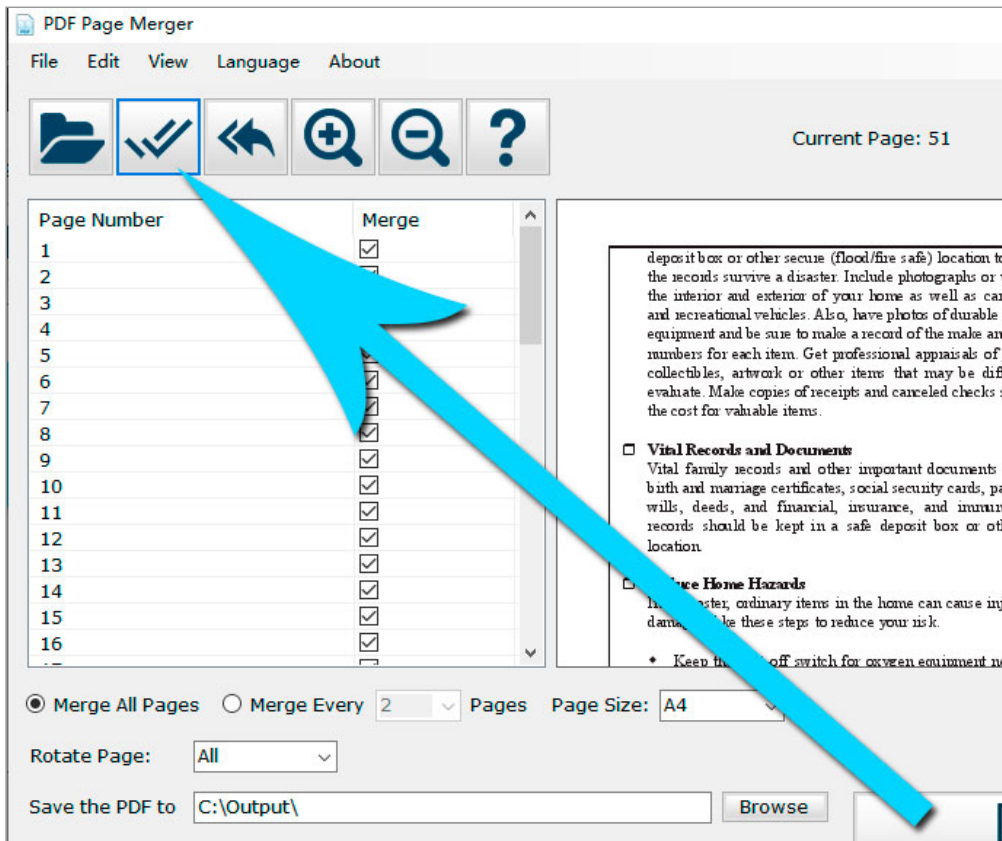 PDF Page Merger
File Edit View Language About
Current Page: 51
Page Number Merge
1
2
3
4
5
6
7
8
9
10
11
12
13
14
15
16
deposit box or other secure (flood/fire safe) location to
the records survive a disaster. Include photographs or
the interior and exterior of your home as well as car
and recreational vehicles. Also, have photos of durable
equipment and be sure to make a record of the make an
numbers for each item. Get professional appraisals of
collectibles, artwork or other items that may be diff
evaluate. Make copies of receipts and canceled checks s
the cost for valuable items.
Vital Records and Documents
Vital family records and other important documents
birth and marriage certificates, social security cards, pa
wills, deeds, and financial, insurance, and immun
records should be kept in a safe deposit box or oth
location.
Home Hazards
ordinary items in the home can cause inj
these steps to reduce your risk.
• Keep off switch for oxygen equipment ne
Merge All Pages Merge Every 2 Pages Page Size: A4
Rotate Page: All
Save the PDF to C:\Output\ Browse